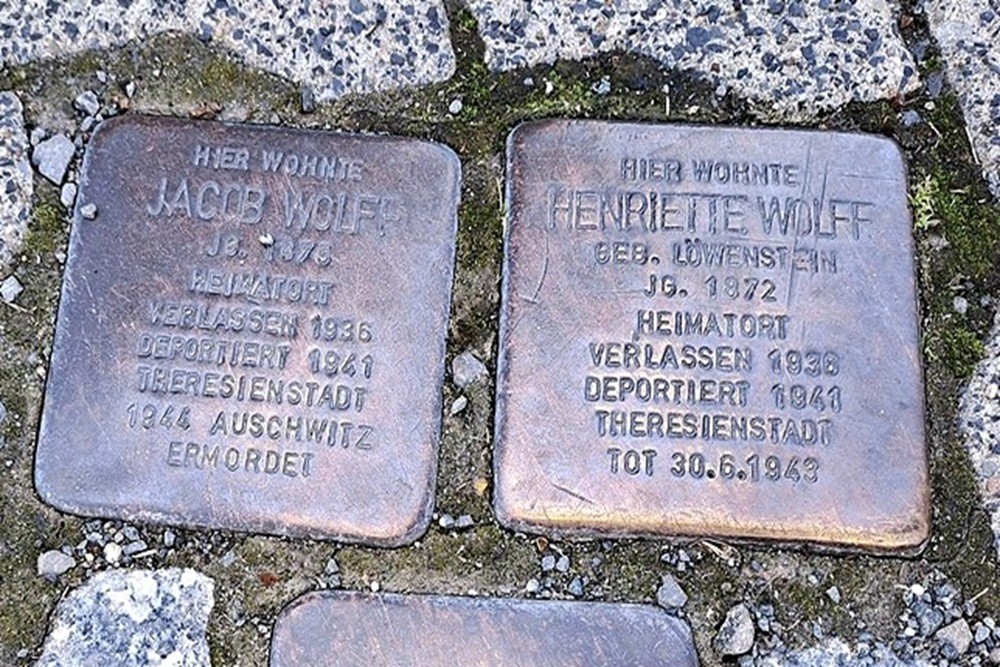 HIER WOHNTE
JACOB WOLFF
JG. 1875
HEIMATORT
VERLASSEN 1936
DEPORTIERT 1941
THERESIENSTADT
1944 AUSCHWITZ
ERMORDET
HIER WOHNTE
HENRIETTE WOLFF
GEB. LÖWENSTEIN
JG. 1872
HEIMATORT
VERLASSEN 1936
DEPORTIERT 1941
THERESIENSTADT
TOT 30.6.1943